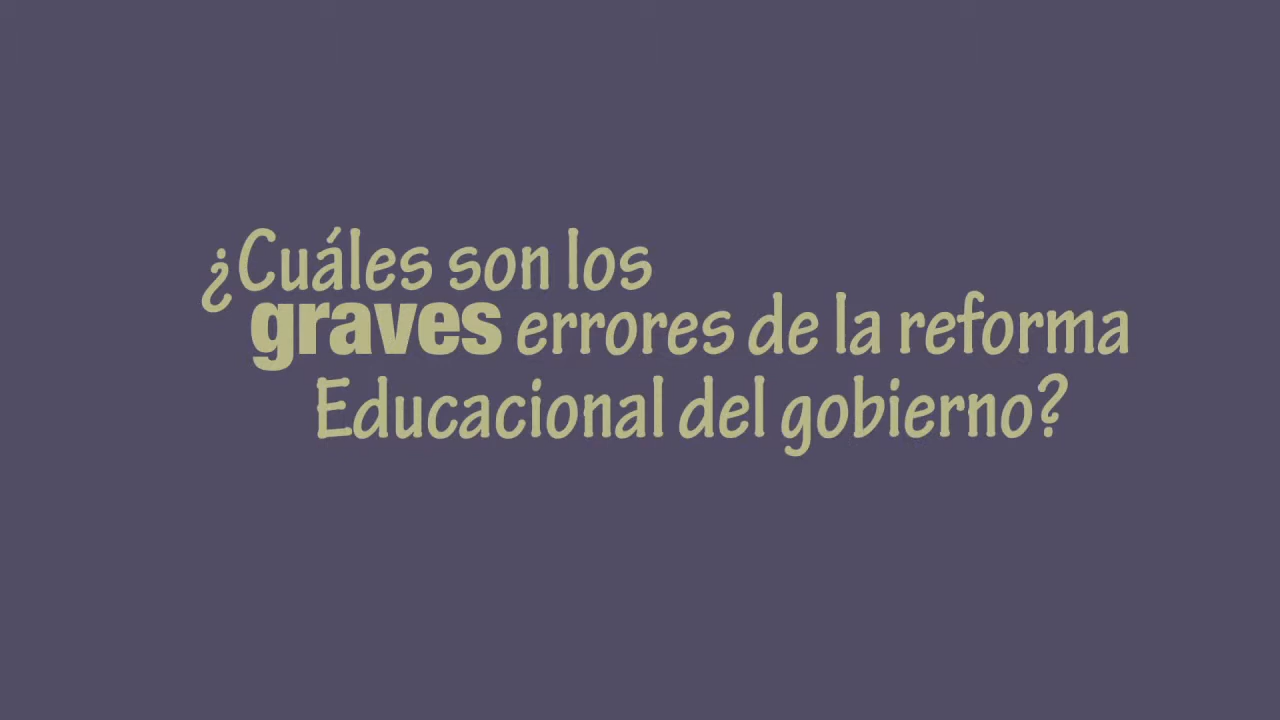 ¿Cuáles son los
graves errores de la reforma
Educacional del gobierno?